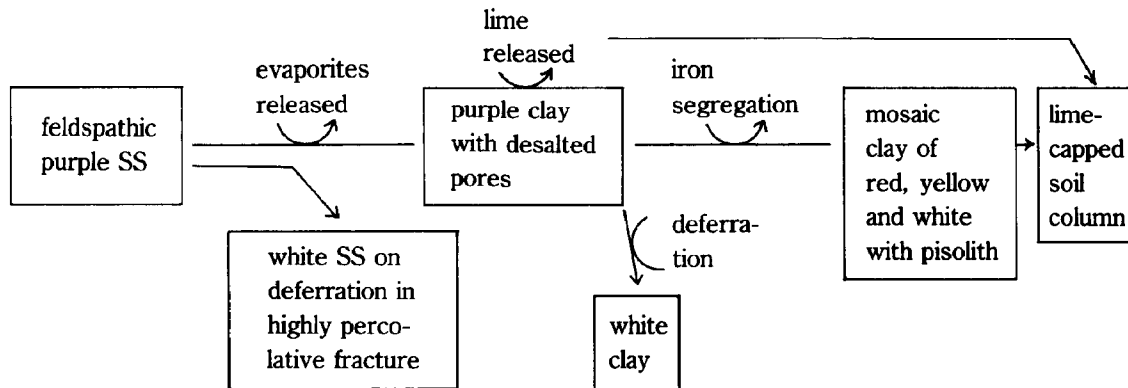 feldspathic
purple SS
evaporites
released
white SS on
deferration in
highly perco-
lative fracture
lime
released
purple clay
with desalted
pores
deferra-
tion
white
clay
iron
segregation
mosaic
clay of
red, yellow
and white
with pisolith
lime-
capped
soil
column